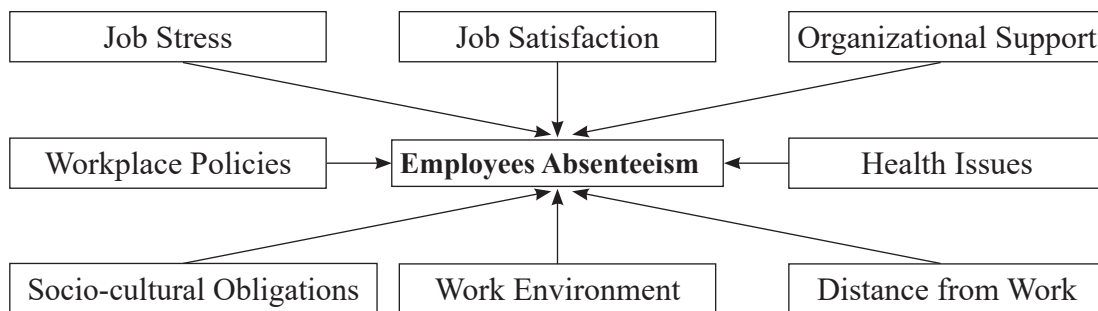 Job Stress
Job Satisfaction
Organizational Support
Workplace Policies
Employees Absenteeism
Health Issues
Socio-cultural Obligations
Work Environment
Distance from Work